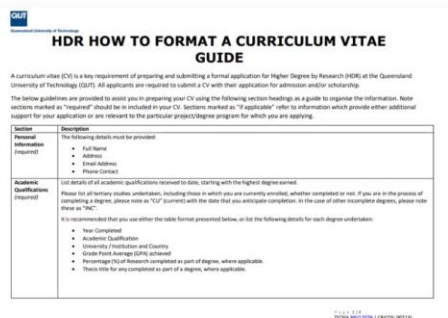 QUT
Queensland University of Technology
HDR HOW TO FORMAT A CURRICULUM VITAE
GUIDE
A curriculum vitae (CV) is a key requirement of preparing and submitting a formal application for Higher Degree by Research (HDR) at the Queensland
University of Technology (QUT). All applicants are required to submit a CV with their application for admission and/or scholarship.
The below guidelines are provided to assist you in preparing your CV using the following section headings as a guide to organise the information. Note
sections marked as "required" should be included in your CV. Sections marked as "if applicable" refer to information which provide either additional
support for your application or are relevant to the particular project/degree program for which you are applying.
Section Description
Personal Information (required)
The following details must be provided:
• Full Name
• Address
• Email Address
• Phone Contact
Academic Qualifications (required)
List details of all academic qualifications received to date, starting with the highest degree earned.
Please list all tertiary studies undertaken, including those in which you are currently enrolled, whether completed or not. If you are in the process of
completing a degree, please note as "CU" (current) with the date that you anticipate completion. In the case of other incomplete degrees, please note
these as "INC".
It is recommended that you use either the table format presented below, or list the following details for each degree undertaken:
• Year Completed
• Academic Qualification
• University / Institution and Country
• Grade Point Average (GPA) achieved
• Percentage (%) of Research completed as part of degree, where applicable.
• Thesis title for any completed as part of a degree, where applicable.